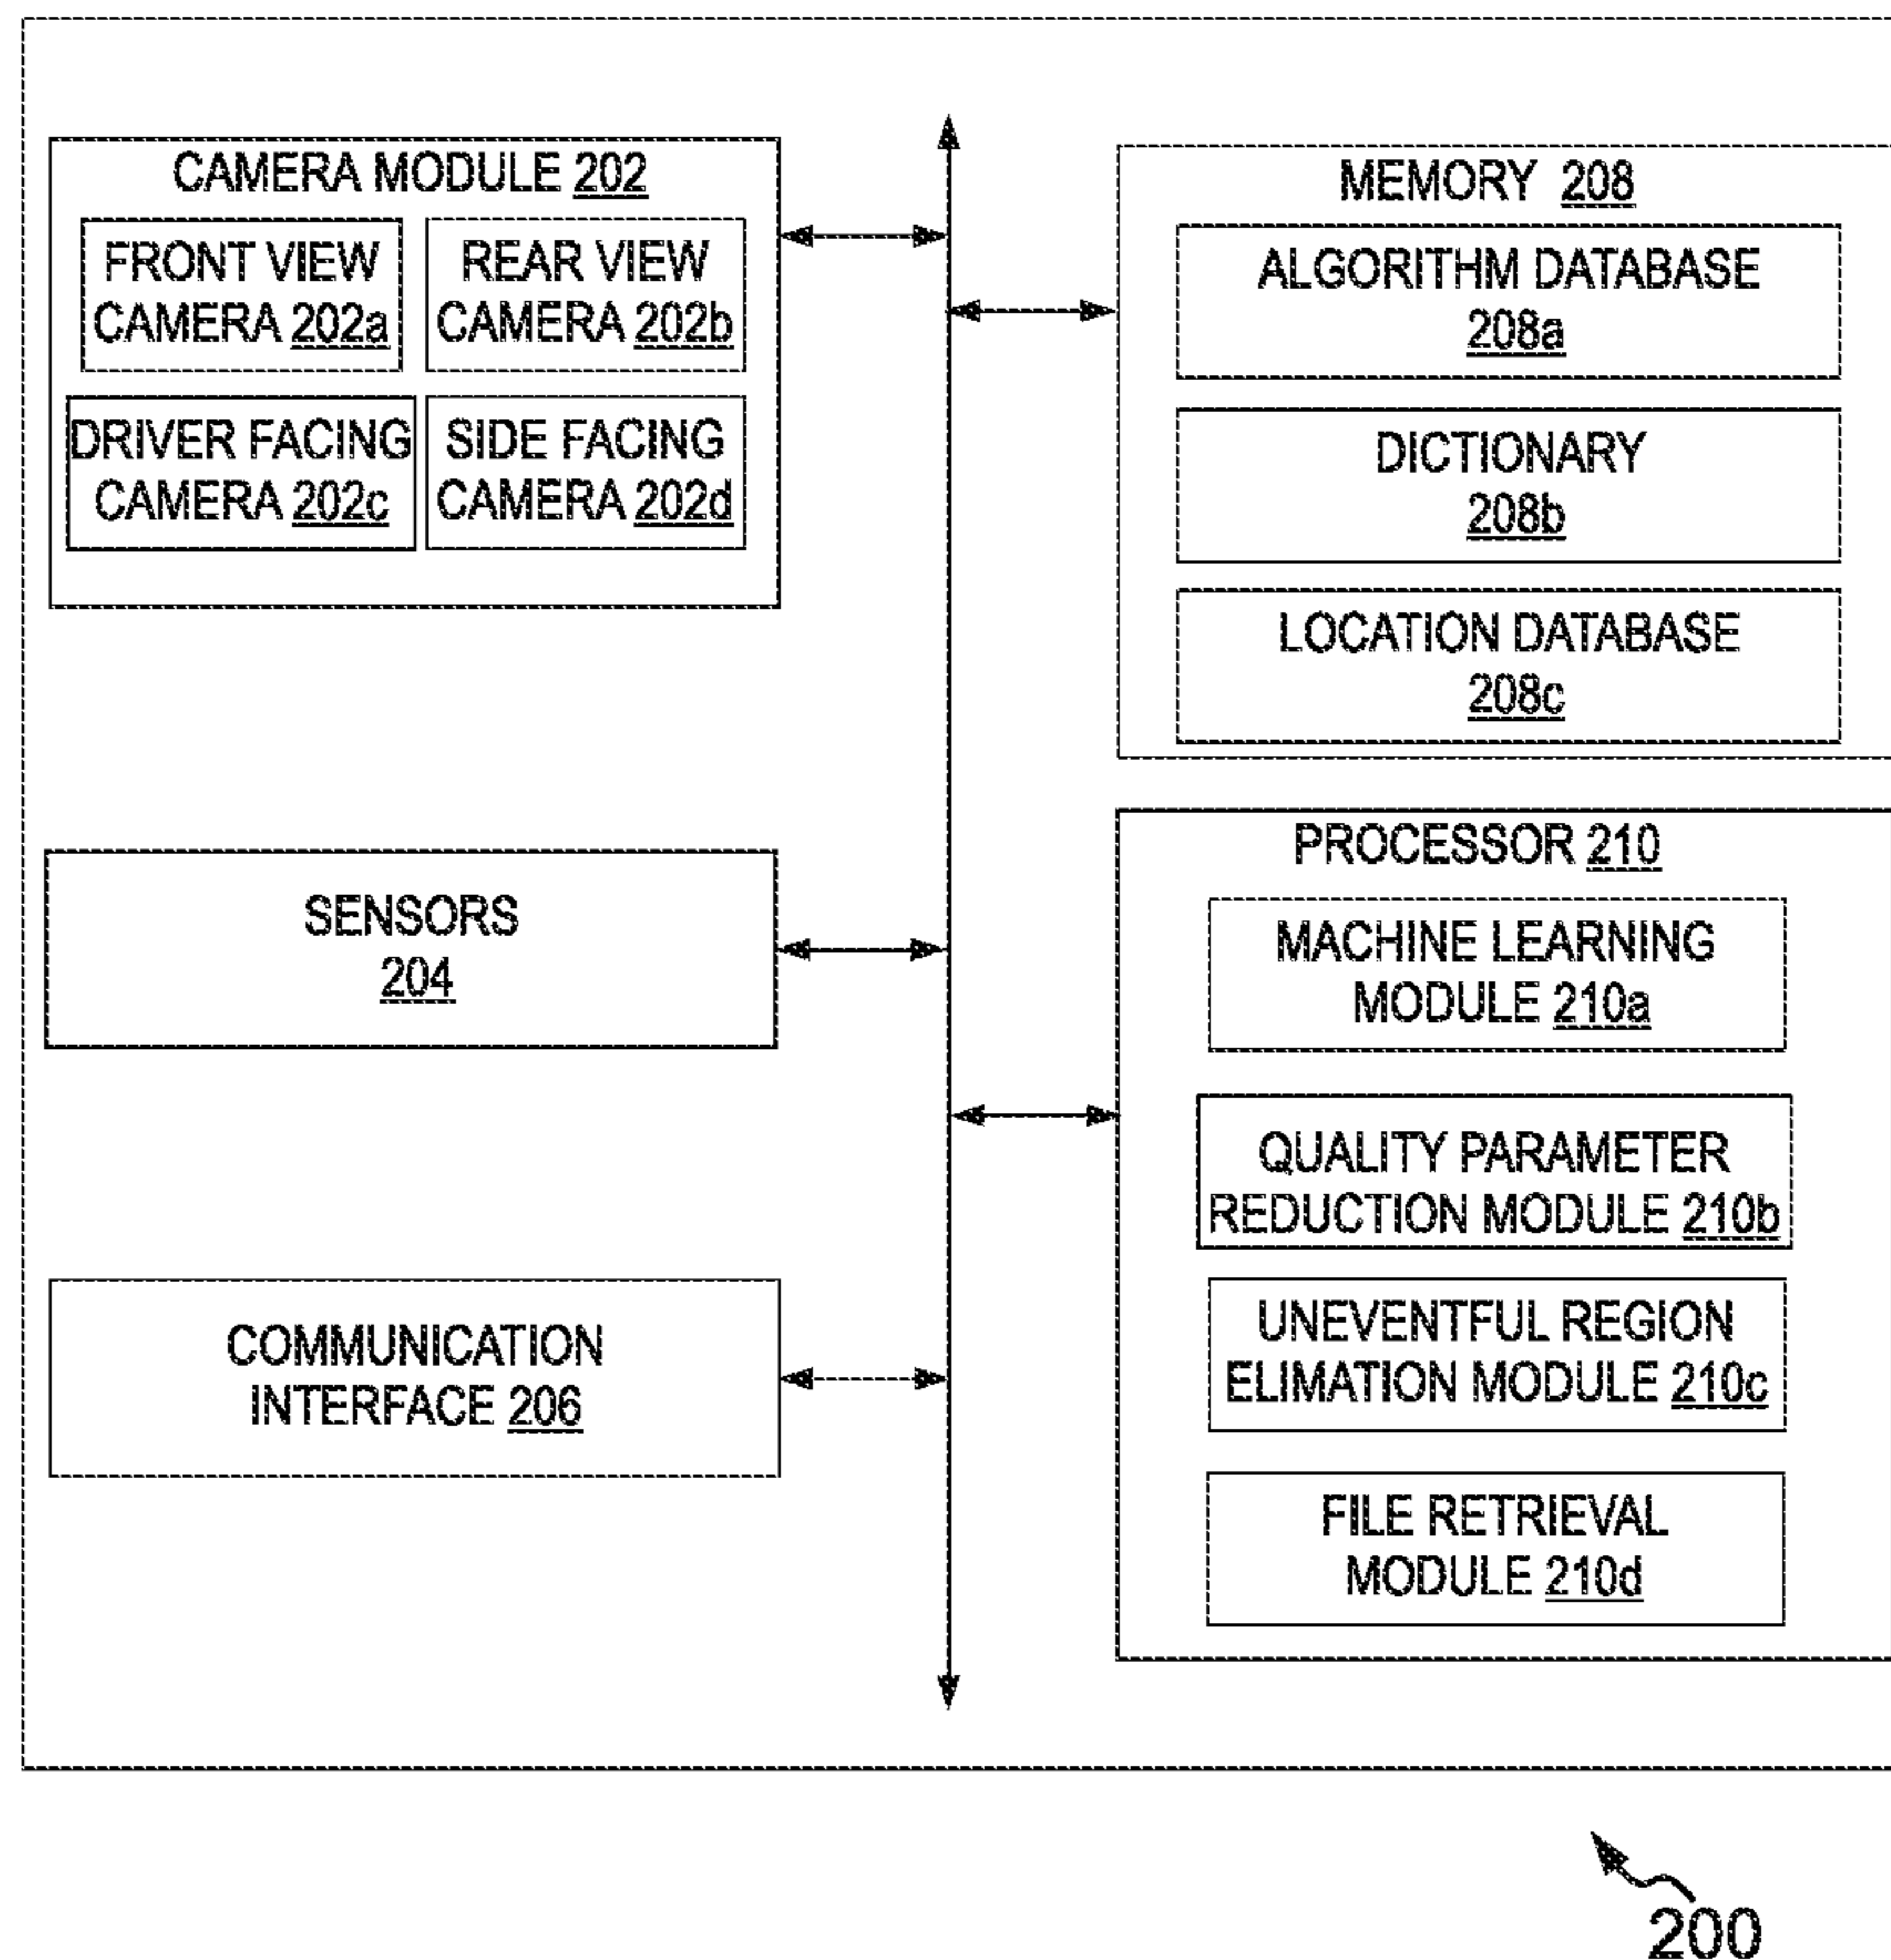 CAMERA MODULE 202
FRONT VIEW
CAMERA 202a
REAR VIEW
CAMERA 202b
DRIVER FACING
CAMERA 202c
SIDE FACING
CAMERA 202d
SENSORS
204
COMMUNICATION
INTERFACE 206
MEMORY 208
ALGORITHM DATABASE
208a
DICTIONARY
208b
LOCATION DATABASE
208c
PROCESSOR 210
MACHINE LEARNING
MODULE 210a
QUALITY PARAMETER
REDUCTION MODULE 210b
UNEVENTFUL REGION
ELIMATION MODULE 210c
FILE RETRIEVAL
MODULE 210d
200